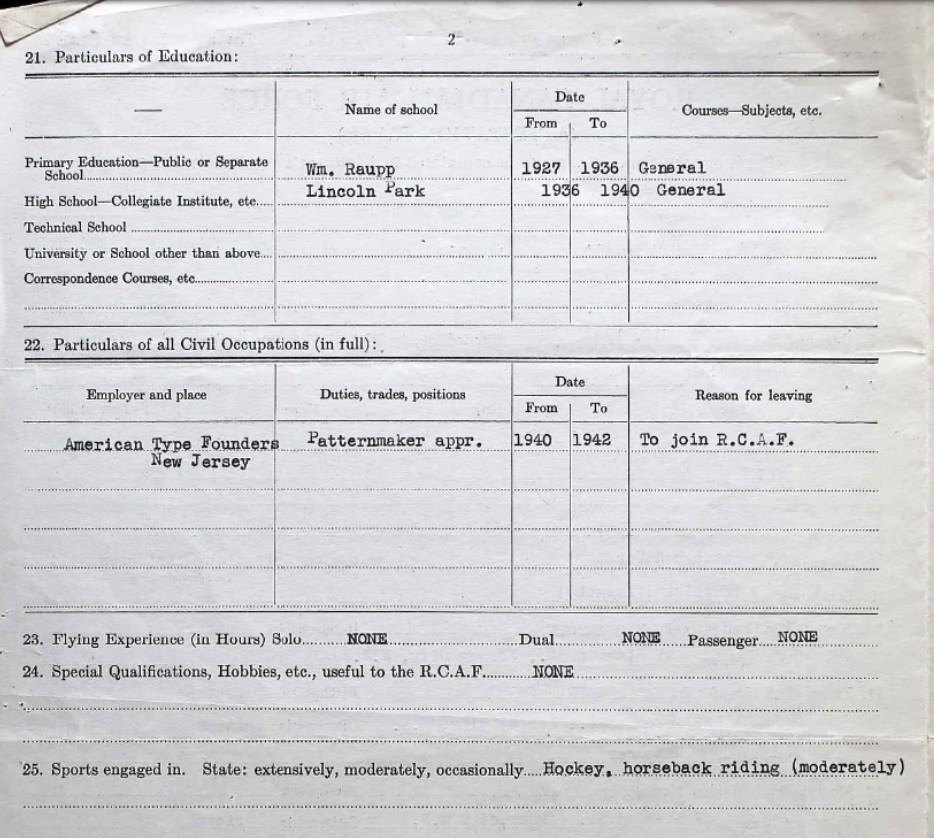 2
21. Particulars of Education:
— Name of school Date Courses—Subjects, etc.
From To
Primary Education—Public or Separate
School Wm. Raupp 1927 1936 General
High School—Collegiate Institute, etc. Lincoln Park 1936 1940 General
Technical School
University or School other than above
Correspondence Courses, etc.
22. Particulars of all Civil Occupations (in full):
Employer and place Duties, trades, positions Date Reason for leaving
From To
American Type Founders Patternmaker appr. 1940 1942 To join R.C.A.F.
New Jersey
23. Flying Experience (in Hours) Solo NONE Dual NONE Passenger NONE
24. Special Qualifications, Hobbies, etc., useful to the R.C.A.F. NONE
25. Sports engaged in. State: extensively, moderately, occasionally Hockey, horseback riding (moderately)